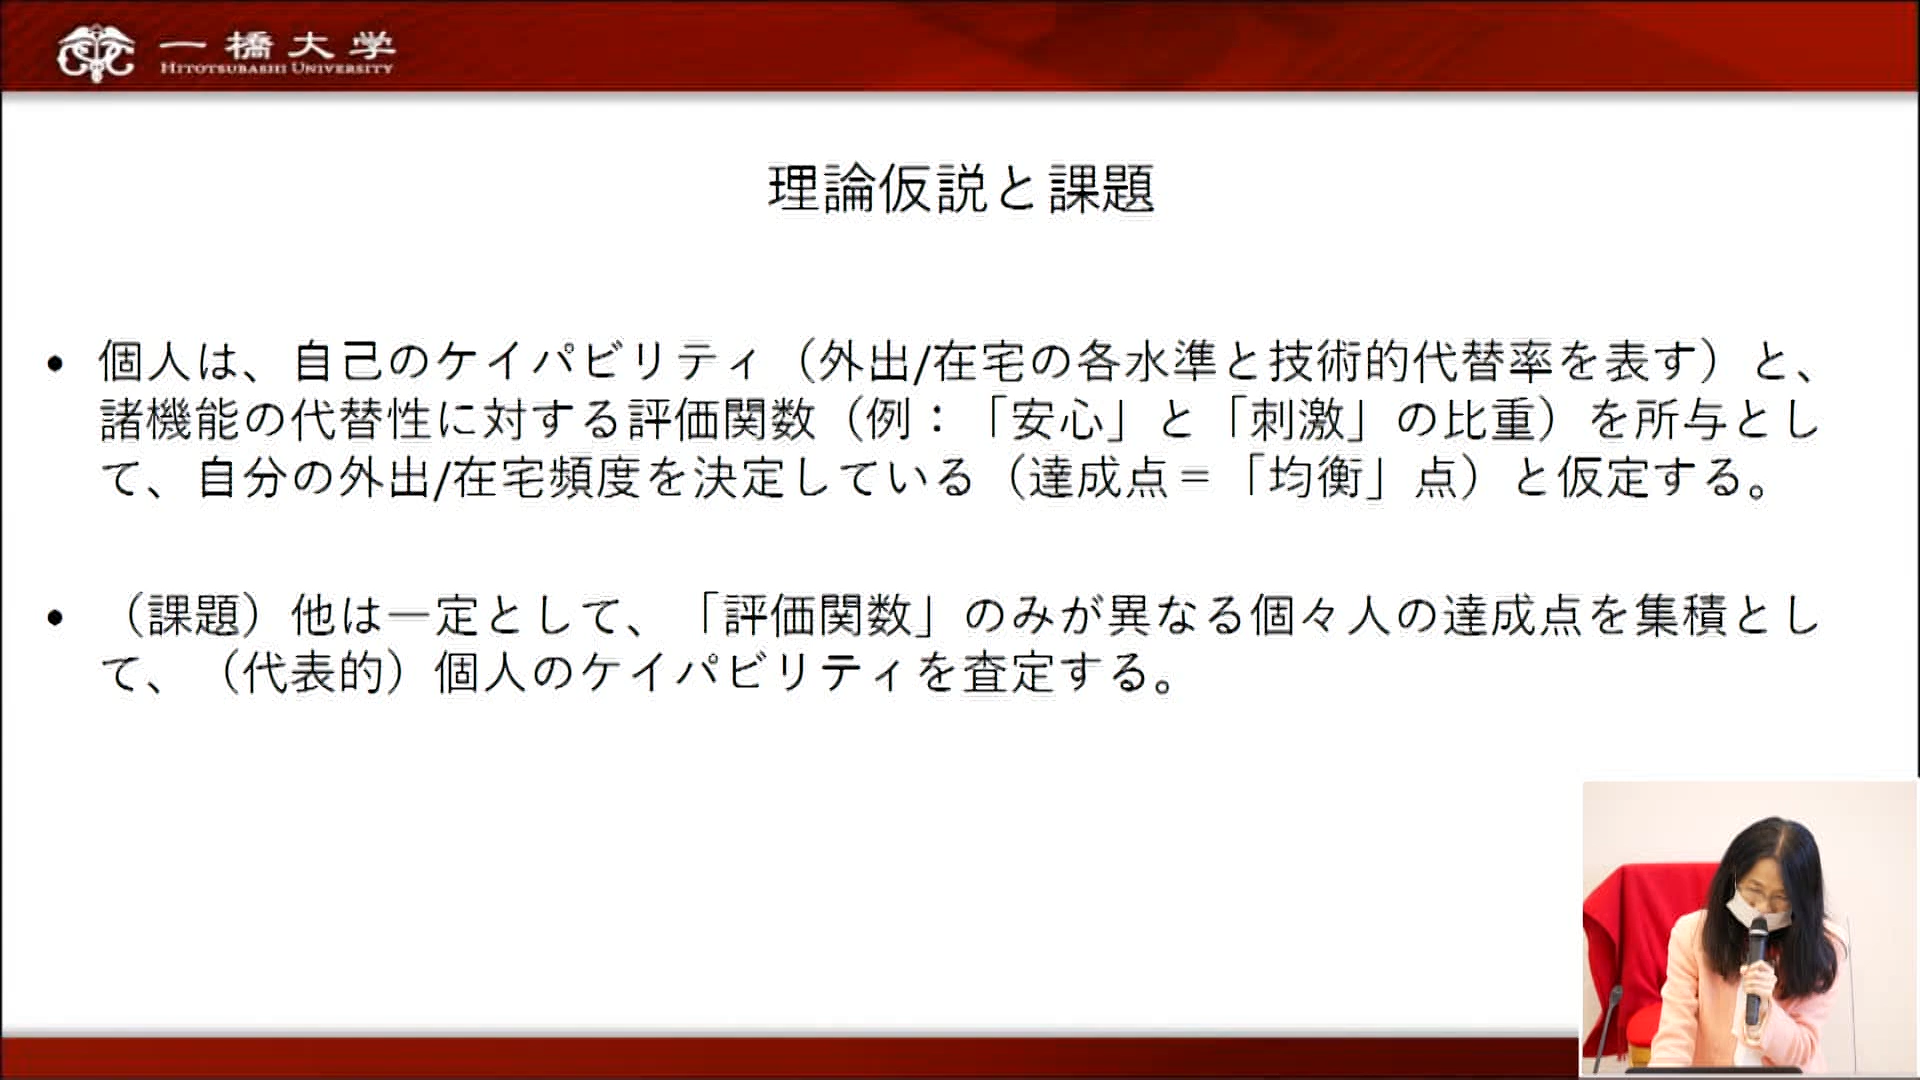 一橋大学
HITOTSUBASHI UNIVERSITY
理論仮説と課題
• 個人は、自己のケイパビリティ（外出/在宅の各水準と技術的代替率を表す）と、
諸機能の代替性に対する評価関数（例：「安心」と「刺激」の比重）を所与とし
て、自分の外出/在宅頻度を決定している（達成点＝「均衡」点）と仮定する。
• （課題）他は一定として、「評価関数」のみが異なる個々人の達成点を集積とし
て、（代表的）個人のケイパビリティを査定する。